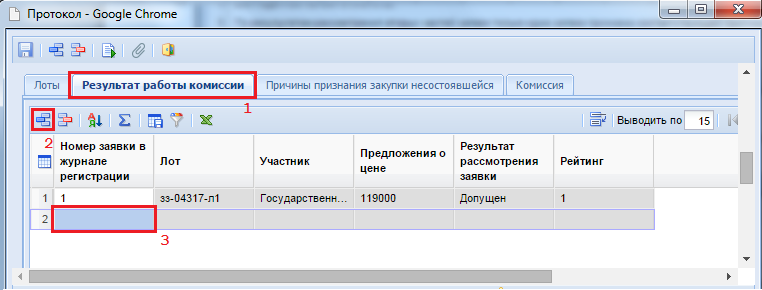 Протокол - Google Chrome
Лоты Результат работы комиссии Причины признания закупки несостоявшейся Комиссия
1
Выводить по 15
2
Номер заявки в журнале регистрации Лот Участник Предложения о цене Результат рассмотрения заявки Рейтинг
1 1 зз-04317-л1 Государственн... 119000 Допущен 1
2
3